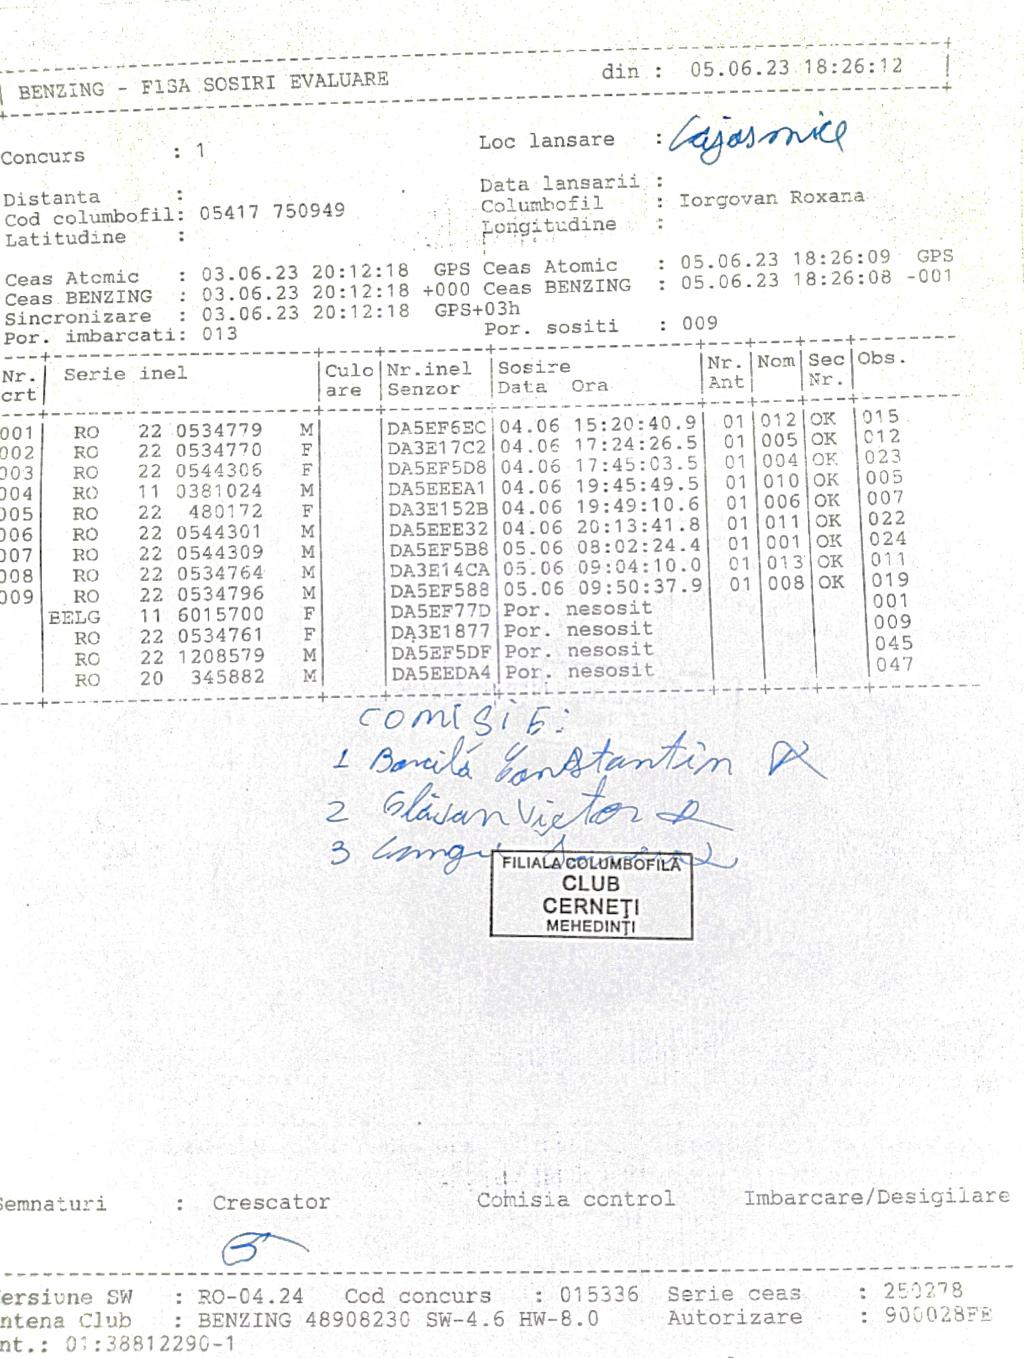 BENZING - FISA SOSIRI EVALUARE din : 05.06.23 18:26:12
Concurs : 1 Loc lansare :
Distanta : Data lansarii :
Cod columbofil: 05417 750949 Columbofil : Iorgovan Roxana
Latitudine : Longitudine :
Ceas Atomic : 03.06.23 20:12:18 GPS Ceas Atomic : 05.06.23 18:26:09 GPS
Ceas BENZING : 03.06.23 20:12:18 +000 Ceas BENZING : 05.06.23 18:26:08 -001
Sincronizare : 03.06.23 20:12:18 GPS+03h
Por. imbarcati: 013 Por. sositi : 009
Nr. Serie inel Culo Nr.inel Sosire Nr. Nom Sec Obs.
crt are Senzor Data Ora Ant Nr.
001 RO 22 0534779 M DA5EF6EC 04.06 15:20:40.9 01 012 OK 015
002 RO 22 0534770 F DA3E17C2 04.06 17:24:26.5 01 005 OK 012
003 RO 22 0544306 F DA5EF5D8 04.06 17:45:03.5 01 004 OK 023
004 RO 11 0381024 M DA5EEEA1 04.06 19:45:49.5 01 010 OK 005
005 RO 22 480172 F DA3E152B 04.06 19:49:10.6 01 006 OK 007
006 RO 22 0544301 M DA5EEE32 04.06 20:13:41.8 01 011 OK 022
007 RO 22 0544309 M DA5EF5B8 05.06 08:02:24.4 01 001 OK 024
008 RO 22 0534764 M DA3E14CA 05.06 09:04:10.0 01 013 OK 011
009 RO 22 0534796 M DA5EF588 05.06 09:50:37.9 01 008 OK 019
BELG 11 6015700 F DA5EF77D Por. nesosit 001
RO 22 0534761 F DA3E1877 Por. nesosit 009
RO 22 1208579 M DA5EF5DF Por. nesosit 045
RO 20 345882 M DA5EEDA4 Por. nesosit 047
COMISIE:
1 Barcilă Constantin
2 Glăvan Victor
3
FILIALA COLUMBOFILĂ
CLUB
CERNEȚI
MEHEDINȚI
Semnaturi : Crescator Comisia control Imbarcare/Desigilare
ersiune SW : RO-04.24 Cod concurs : 015336 Serie ceas : 250278
ntena Club : BENZING 48908230 SW-4.6 HW-8.0 Autorizare : 900028FE
nt.: 01:38812290-1